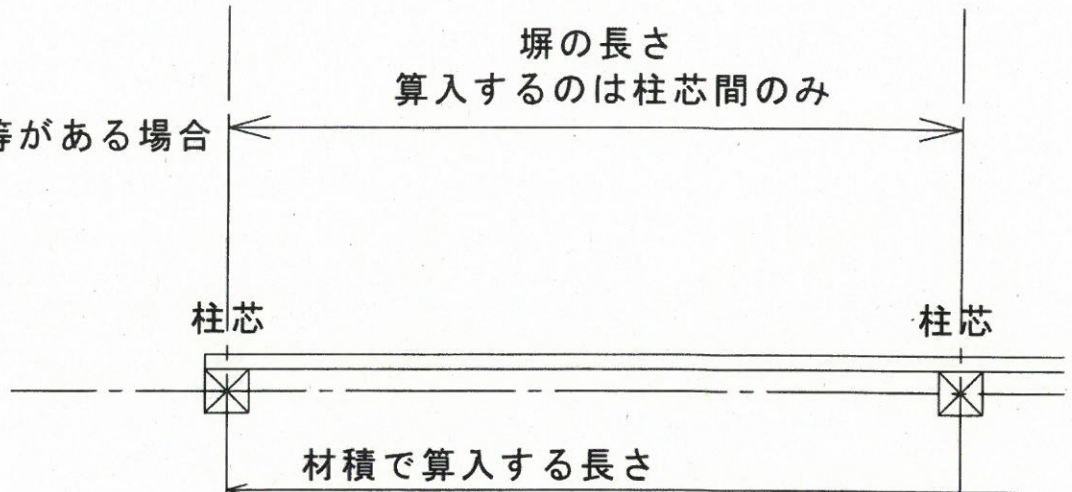 塀の長さ
算入するのは柱芯間のみ
等がある場合
柱芯
柱芯
材積で算入する長さ